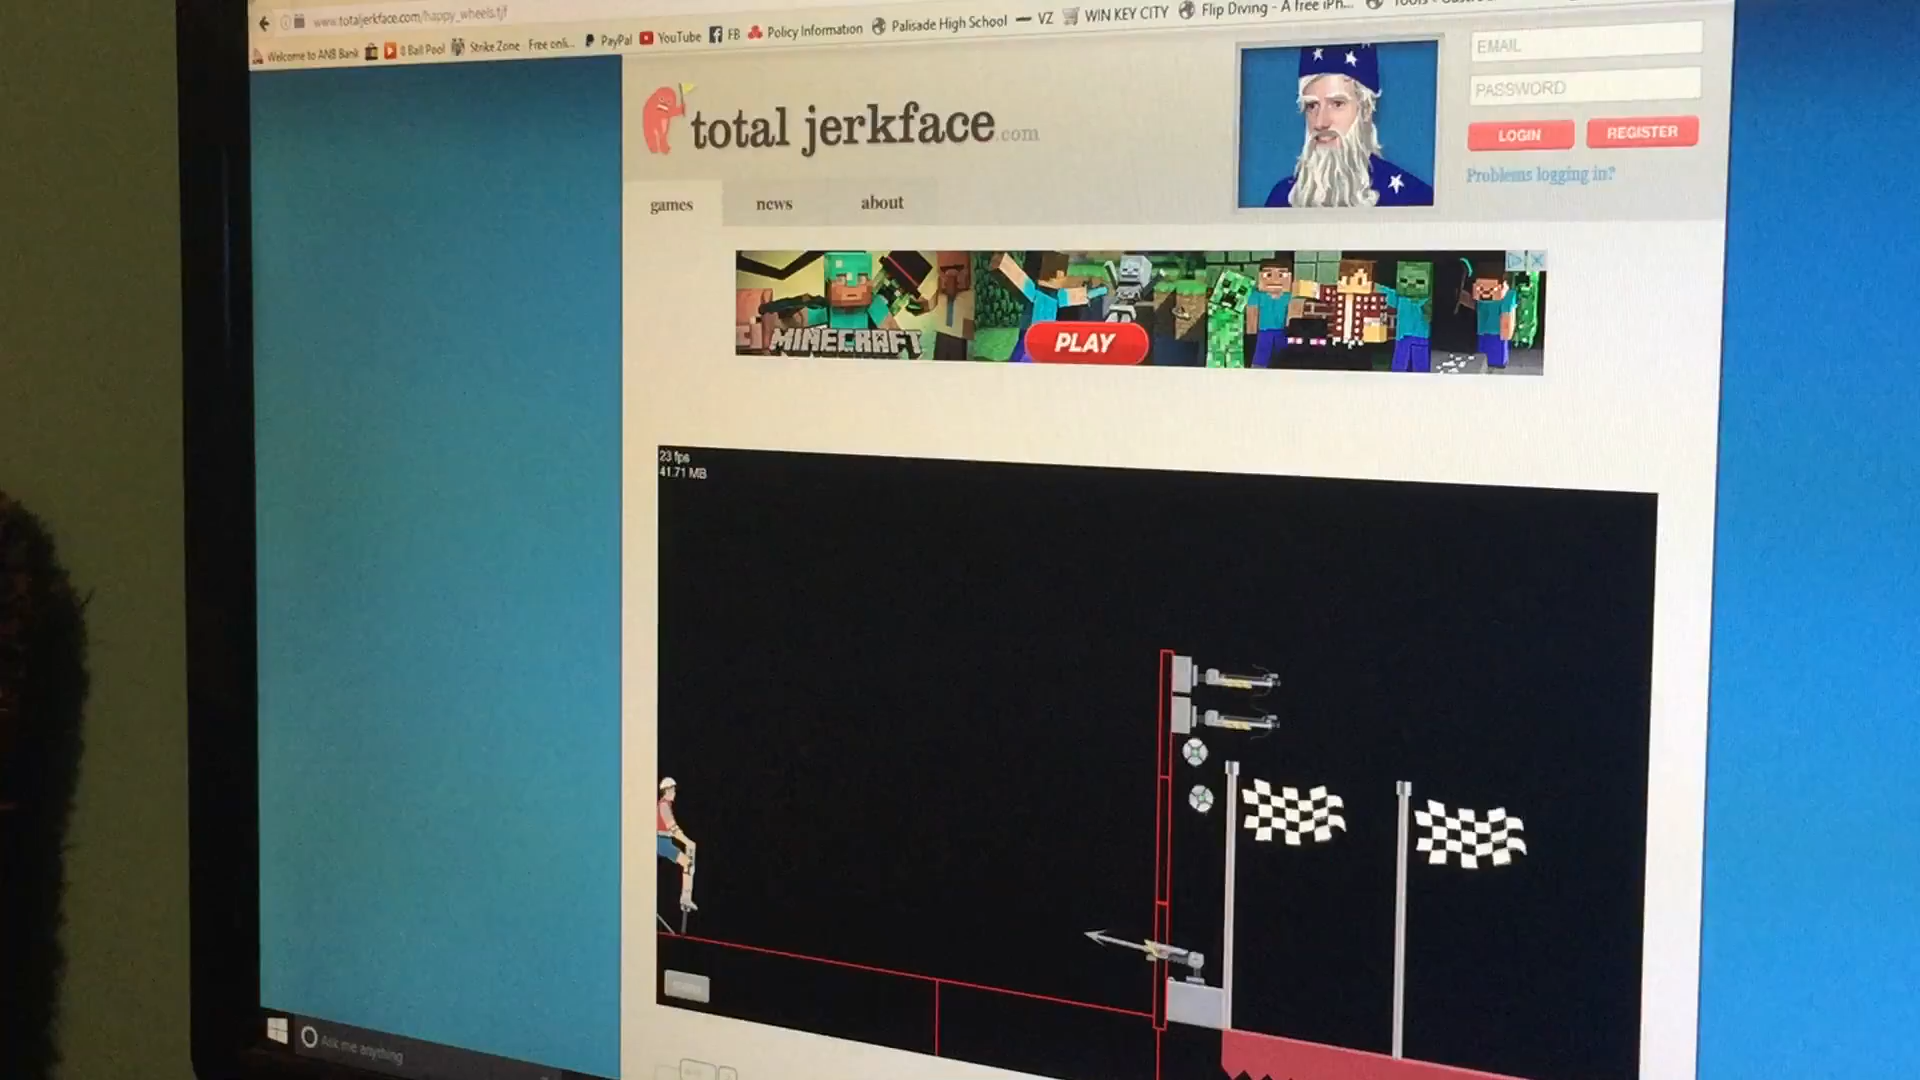 www.totaljerkface.com/happy_wheels.tjf
Welcome to ANB Bank 8 Ball Pool Strike Zone - Free onli... PayPal YouTube FB Policy Information Palisade High School VZ WIN KEY CITY Flip Diving - A free iPh...
total jerkface.com
EMAIL
PASSWORD
LOGIN REGISTER
Problems logging in?
games news about
MINECRAFT
PLAY
23 fps
41.71 MB
Ask me anything